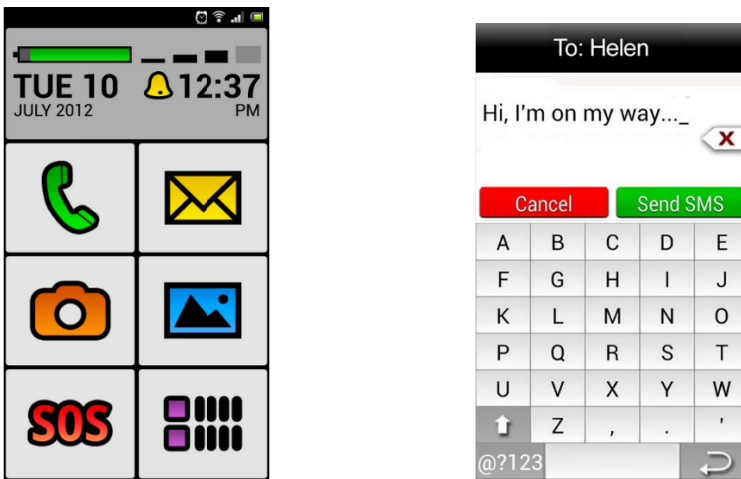 TUE 10
12:37
JULY 2012
PM
SOS
To: Helen
Hi, I'm on my way..._
X
Cancel
Send SMS
A B C D E
F G H I J
K L M N O
P Q R S T
U V X Y W
Z , . '
@?123